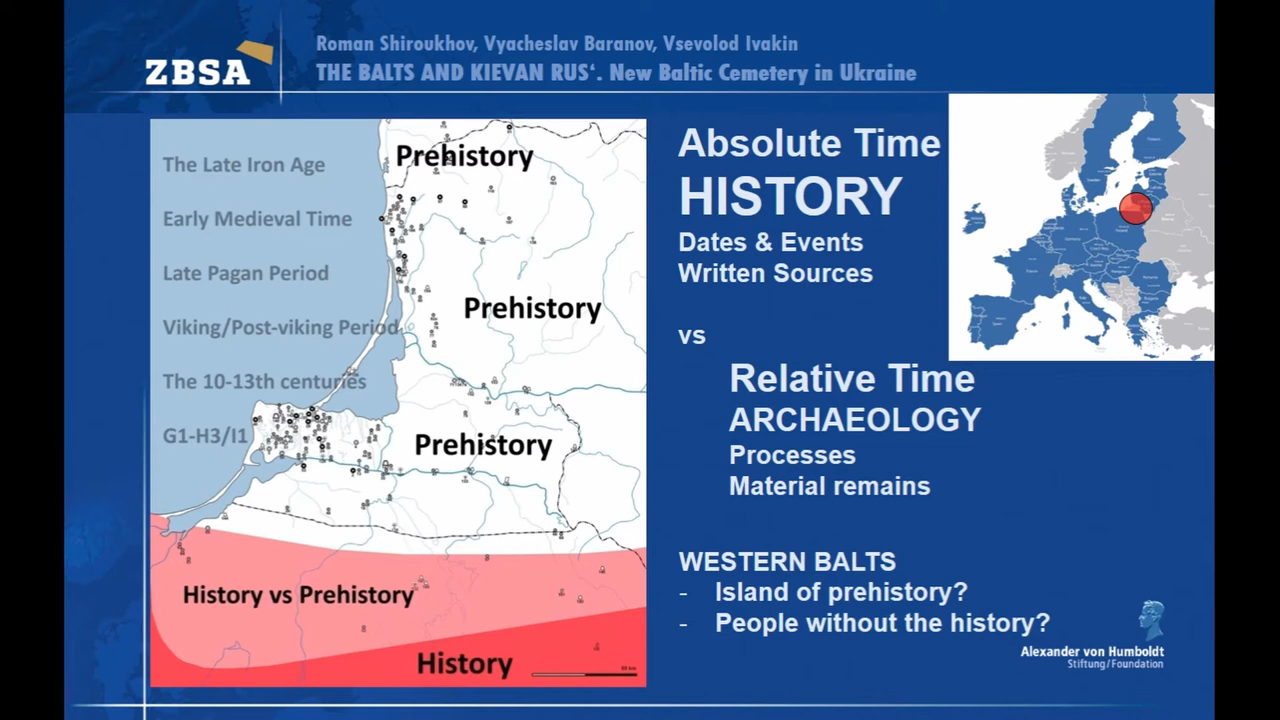 ZBSA
Roman Shiroukhov, Vyacheslav Baranov, Vsevolod Ivakin
THE BALTS AND KIEVAN RUS‘. New Baltic Cemetery in Ukraine
The Late Iron Age
Early Medieval Time
Late Pagan Period
Viking/Post-viking Period
The 10-13th centuries
G1-H3/I1
Prehistory
Prehistory
Prehistory
History vs Prehistory
History
Absolute Time
HISTORY
Dates & Events
Written Sources
vs
Relative Time
ARCHAEOLOGY
Processes
Material remains
WESTERN BALTS
- Island of prehistory?
- People without the history?
Alexander von Humboldt
Stiftung/Foundation